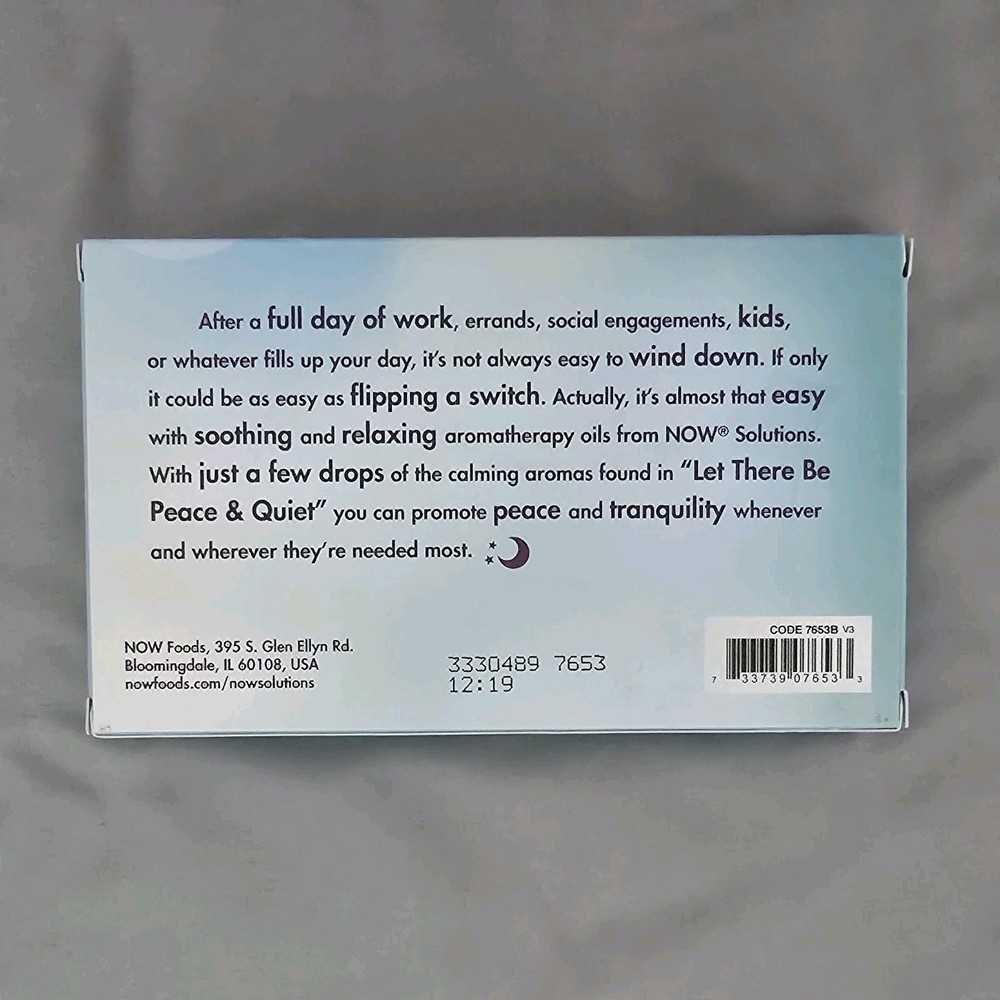 After a full day of work, errands, social engagements, kids,
or whatever fills up your day, it's not always easy to wind down. If only
it could be as easy as flipping a switch. Actually, it's almost that easy
with soothing and relaxing aromatherapy oils from NOW® Solutions.
With just a few drops of the calming aromas found in "Let There Be
Peace & Quiet" you can promote peace and tranquility whenever
and wherever they're needed most.
NOW Foods, 395 S. Glen Ellyn Rd.
Bloomingdale, IL 60108, USA
nowfoods.com/nowsolutions
3330489 7653
12:19
CODE 7653B V3
7 33739 07653 3